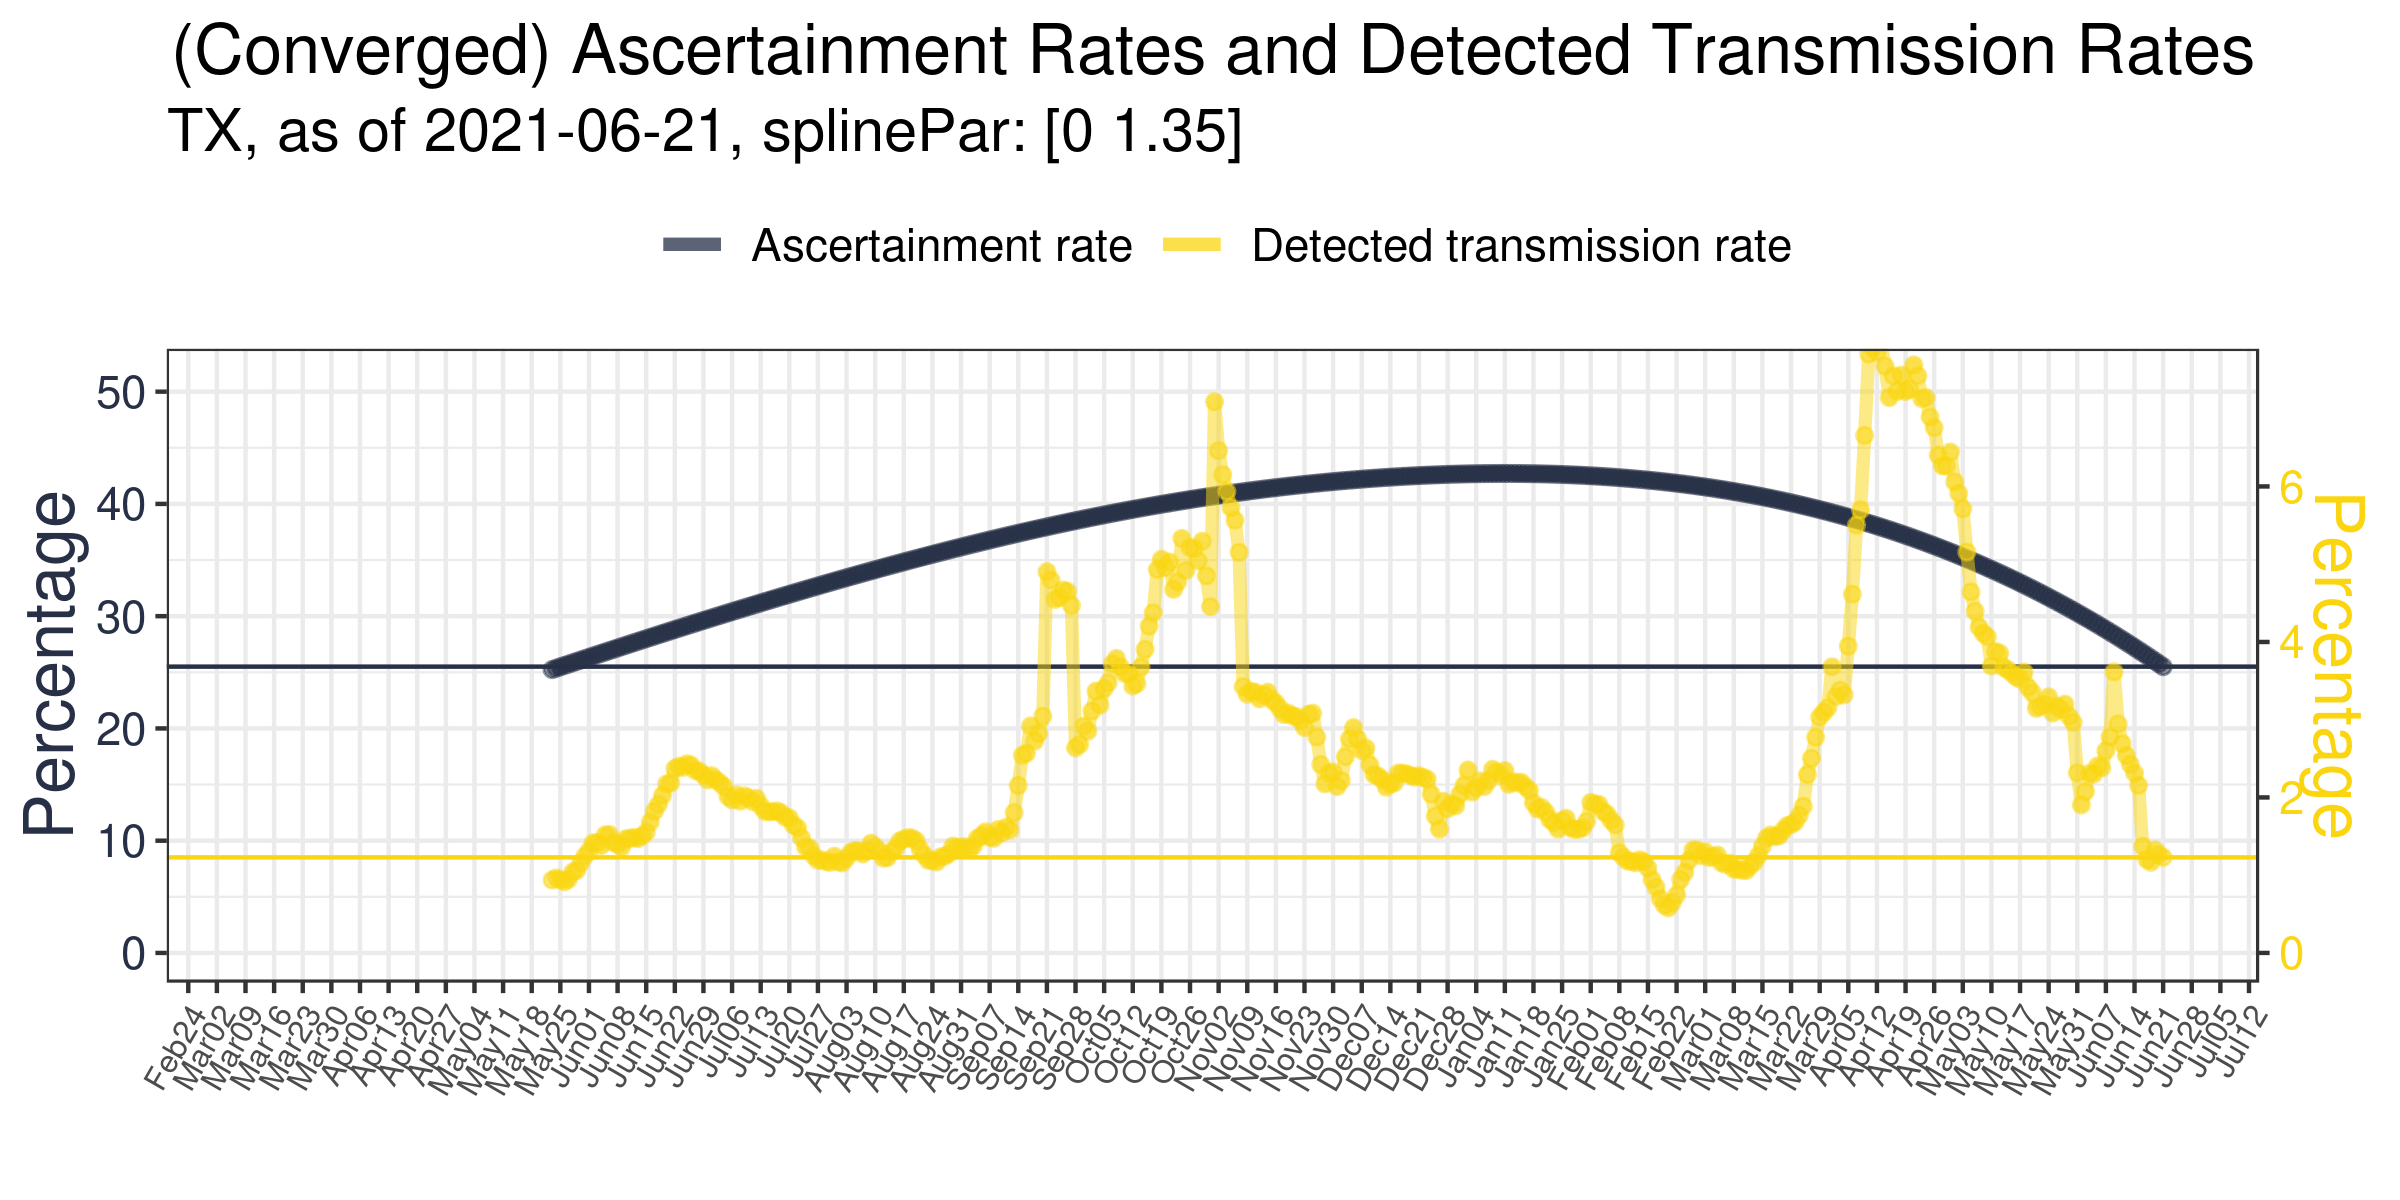 (Converged) Ascertainment Rates and Detected Transmission Rates
TX, as of 2021-06-21, splinePar: [0 1.35]
Ascertainment rate Detected transmission rate
Percentage
50
40
30
20
10
0
6
4
2
0
Percentage
Feb24 Mar02 Mar09 Mar16 Mar23 Mar30 Apr06 Apr13 Apr20 Apr27 May04 May11 May18 May25 Jun01 Jun08 Jun15 Jun22 Jun29 Jul06 Jul13 Jul20 Jul27 Aug03 Aug10 Aug17 Aug24 Aug31 Sep07 Sep14 Sep21 Sep28 Oct05 Oct12 Oct19 Oct26 Nov02 Nov09 Nov16 Nov23 Nov30 Dec07 Dec14 Dec21 Dec28 Jan04 Jan11 Jan18 Jan25 Feb01 Feb08 Feb15 Feb22 Mar01 Mar08 Mar15 Mar22 Mar29 Apr05 Apr12 Apr19 Apr26 May03 May10 May17 May24 May31 Jun07 Jun14 Jun21 Jun28 Jul05 Jul12